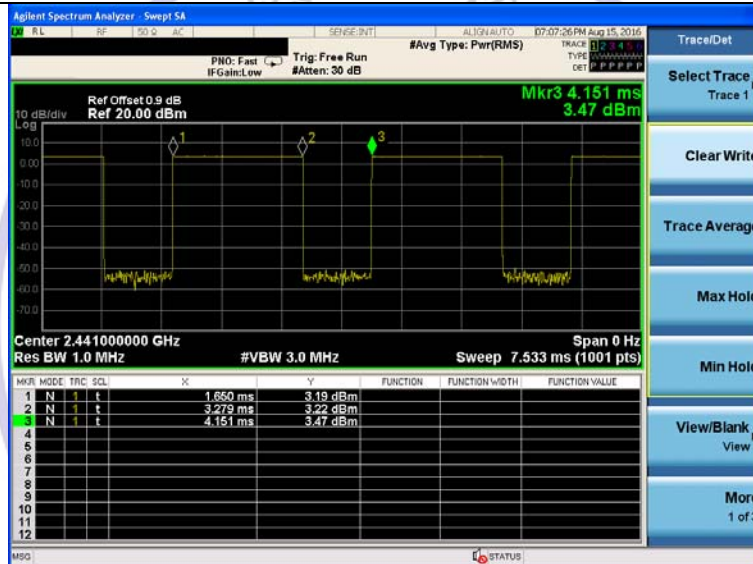 Agilent Spectrum Analyzer - Swept SA
RL RF 50 Ω AC SENSE:INT ALIGN AUTO 07:07:26 PM Aug 15, 2016
#Avg Type: Pwr(RMS) TRACE 1 2 3 4 5 6
PNO: Fast Trig: Free Run TYPE
IFGain:Low #Atten: 30 dB DET P P P P P P
Mkr3 4.151 ms
3.47 dBm
Ref Offset 0.9 dB
10 dB/div Ref 20.00 dBm
Log
10.0
0.00
-10.0
-20.0
-30.0
-40.0
-50.0
-60.0
-70.0
1
2
3
Center 2.441000000 GHz Span 0 Hz
Res BW 1.0 MHz #VBW 3.0 MHz Sweep 7.533 ms (1001 pts)
MKR MODE TRC SCL X Y FUNCTION FUNCTION WIDTH FUNCTION VALUE
1 N 1 t 1.650 ms 3.19 dBm
2 N 1 t 3.279 ms 3.22 dBm
3 N 1 t 4.151 ms 3.47 dBm
4
5
6
7
8
9
10
11
12
MSG STATUS
Trace/Det
Select Trace
Trace 1
Clear Write
Trace Average
Max Hold
Min Hold
View/Blank
View
More
1 of 3